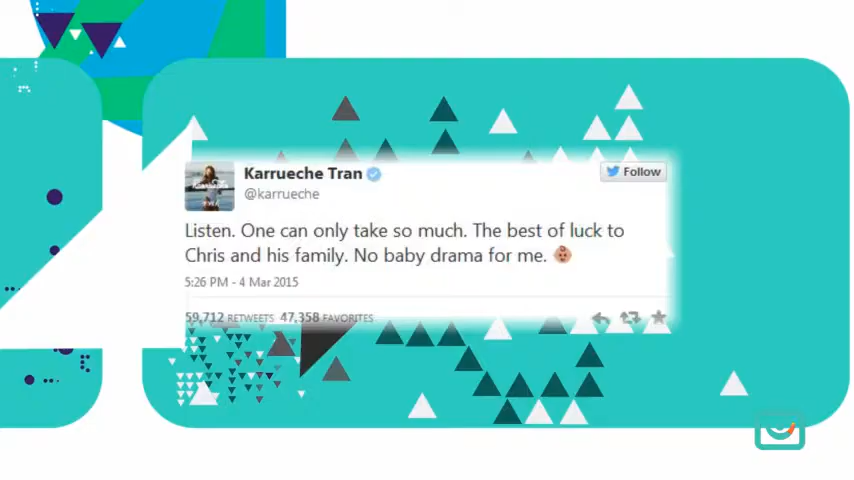 Karrueche Tran
Follow
@karrueche
Listen. One can only take so much. The best of luck to
Chris and his family. No baby drama for me. 👶
5:26 PM - 4 Mar 2015
59,712 RETWEETS 47,358 FAVORITES